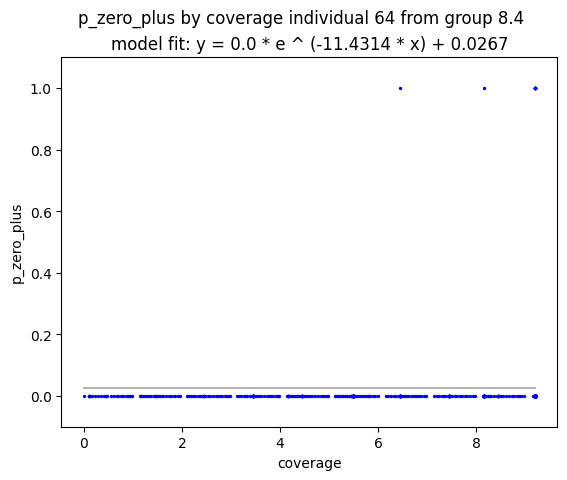 p_zero_plus by coverage individual 64 from group 8.4
model fit: y = 0.0 * e ^ (-11.4314 * x) + 0.0267
1.0
0.8
0.6
0.4
0.2
0.0
p_zero_plus
0 2 4 6 8
coverage